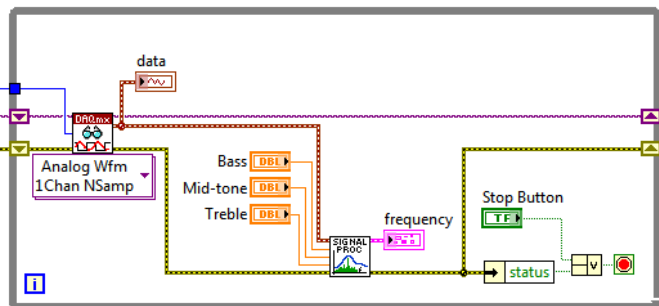 data
DAQmx
Analog Wfm
1Chan NSamp
Bass
DBL
Mid-tone
DBL
Treble
DBL
SIGNAL
PROC
frequency
Stop Button
TF
status
v
i